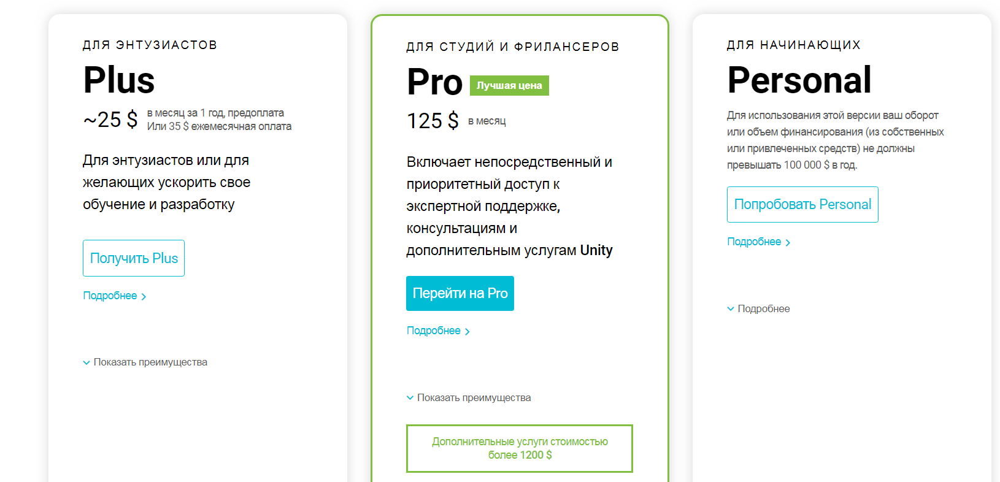 ДЛЯ ЭНТУЗИАСТОВ
Plus
~25 $
в месяц за 1 год, предоплата
Или 35 $ ежемесячная оплата
Для энтузиастов или для
желающих ускорить свое
обучение и разработку
Получить Plus
Подробнее
Показать преимущества
ДЛЯ СТУДИЙ И ФРИЛАНСЕРОВ
Pro
Лучшая цена
125 $
в месяц
Включает непосредственный и
приоритетный доступ к
экспертной поддержке,
консультациям и
дополнительным услугам Unity
Перейти на Pro
Подробнее
Показать преимущества
Дополнительные услуги стоимостью
более 1200 $
ДЛЯ НАЧИНАЮЩИХ
Personal
Для использования этой версии ваш оборот
или объем финансирования (из собственных
или привлеченных средств) не должны
превышать 100 000 $ в год.
Попробовать Personal
Подробнее
Подробнее